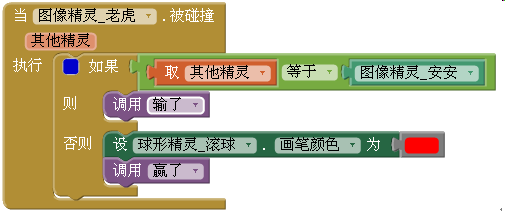 当 图像精灵_老虎 .被碰撞
其他精灵
执行 如果 取 其他精灵 等于 图像精灵_安安
则 调用 输了
否则 设 球形精灵_滚球 . 画笔颜色 为
调用 赢了